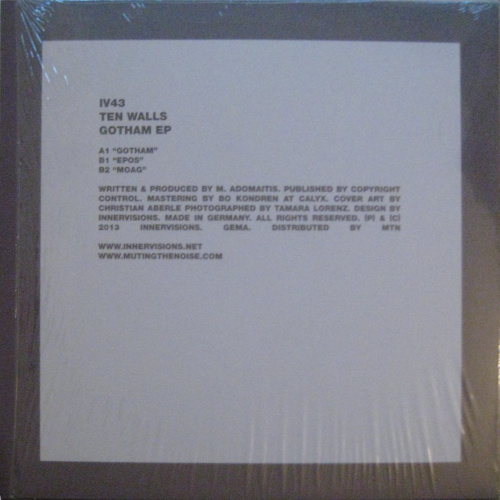 IV43
TEN WALLS
GOTHAM EP
A1 "GOTHAM"
B1 "EPOS"
B2 "MOAG"
WRITTEN & PRODUCED BY M. ADOMAITIS. PUBLISHED BY COPYRIGHT
CONTROL. MASTERING BY BO KONDREN AT CALYX. COVER ART BY
CHRISTIAN ABERLE PHOTOGRAPHED BY TAMARA LORENZ. DESIGN BY
INNERVISIONS. MADE IN GERMANY. ALL RIGHTS RESERVED. (P) & (C)
2013 INNERVISIONS. GEMA. DISTRIBUTED BY MTN
WWW.INNERVISIONS.NET
WWW.MUTINGTHENOISE.COM